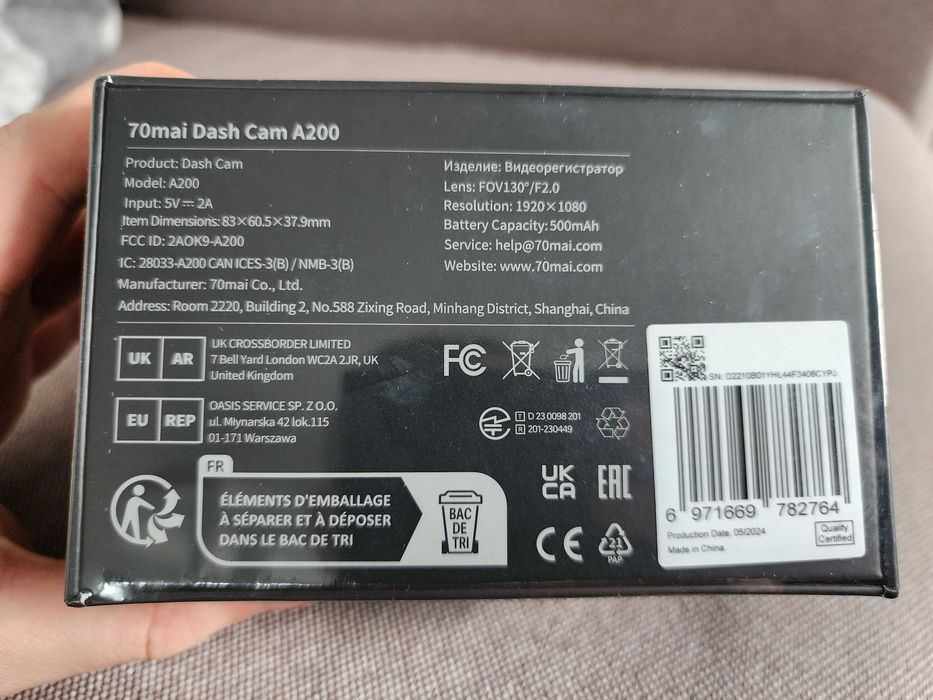 70mai Dash Cam A200
Product: Dash Cam
Model: A200
Input: 5V⎓2A
Item Dimensions: 83×60.5×37.9mm
FCC ID: 2AOK9-A200
IC: 28033-A200 CAN ICES-3(B) / NMB-3(B)
Manufacturer: 70mai Co., Ltd.
Address: Room 2220, Building 2, No.588 Zixing Road, Minhang District, Shanghai, China
Изделие: Видеорегистратор
Lens: FOV130°/F2.0
Resolution: 1920×1080
Battery Capacity: 500mAh
Service: help@70mai.com
Website: www.70mai.com
UK AR
UK CROSSBORDER LIMITED
7 Bell Yard London WC2A 2JR, UK
United Kingdom
EU REP
OASIS SERVICE SP. Z O.O.
ul. Młynarska 42 lok.115
01-171 Warszawa
FC
T D 23 0098 201
R 201-230449
FR
ÉLÉMENTS D'EMBALLAGE
À SÉPARER ET À DÉPOSER
DANS LE BAC DE TRI
BAC
DE
TRI
UK
CA
EAC
CE
21
PAP
SN: D2210B01YHL44F3406CYPJ
6 971669 782764
Production Date: 05/2024
Made in China
Quality
Certified